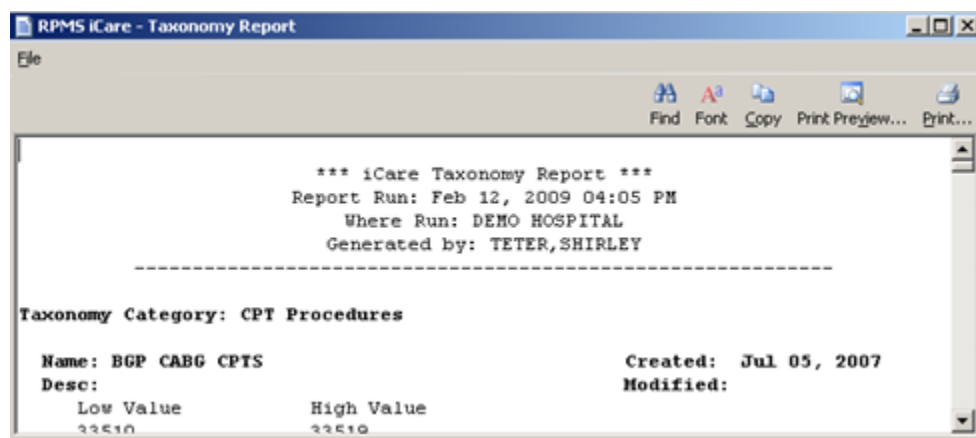 RPMS iCare - Taxonomy Report
File
Find Font Copy Print Preview... Print...
*** iCare Taxonomy Report ***
Report Run: Feb 12, 2009 04:05 PM
Where Run: DEMO HOSPITAL
Generated by: TETER,SHIRLEY
------------------------------------------------------------
Taxonomy Category: CPT Procedures
Name: BGP CABG CPTS Created: Jul 05, 2007
Desc: Modified:
Low Value High Value
33510 33519